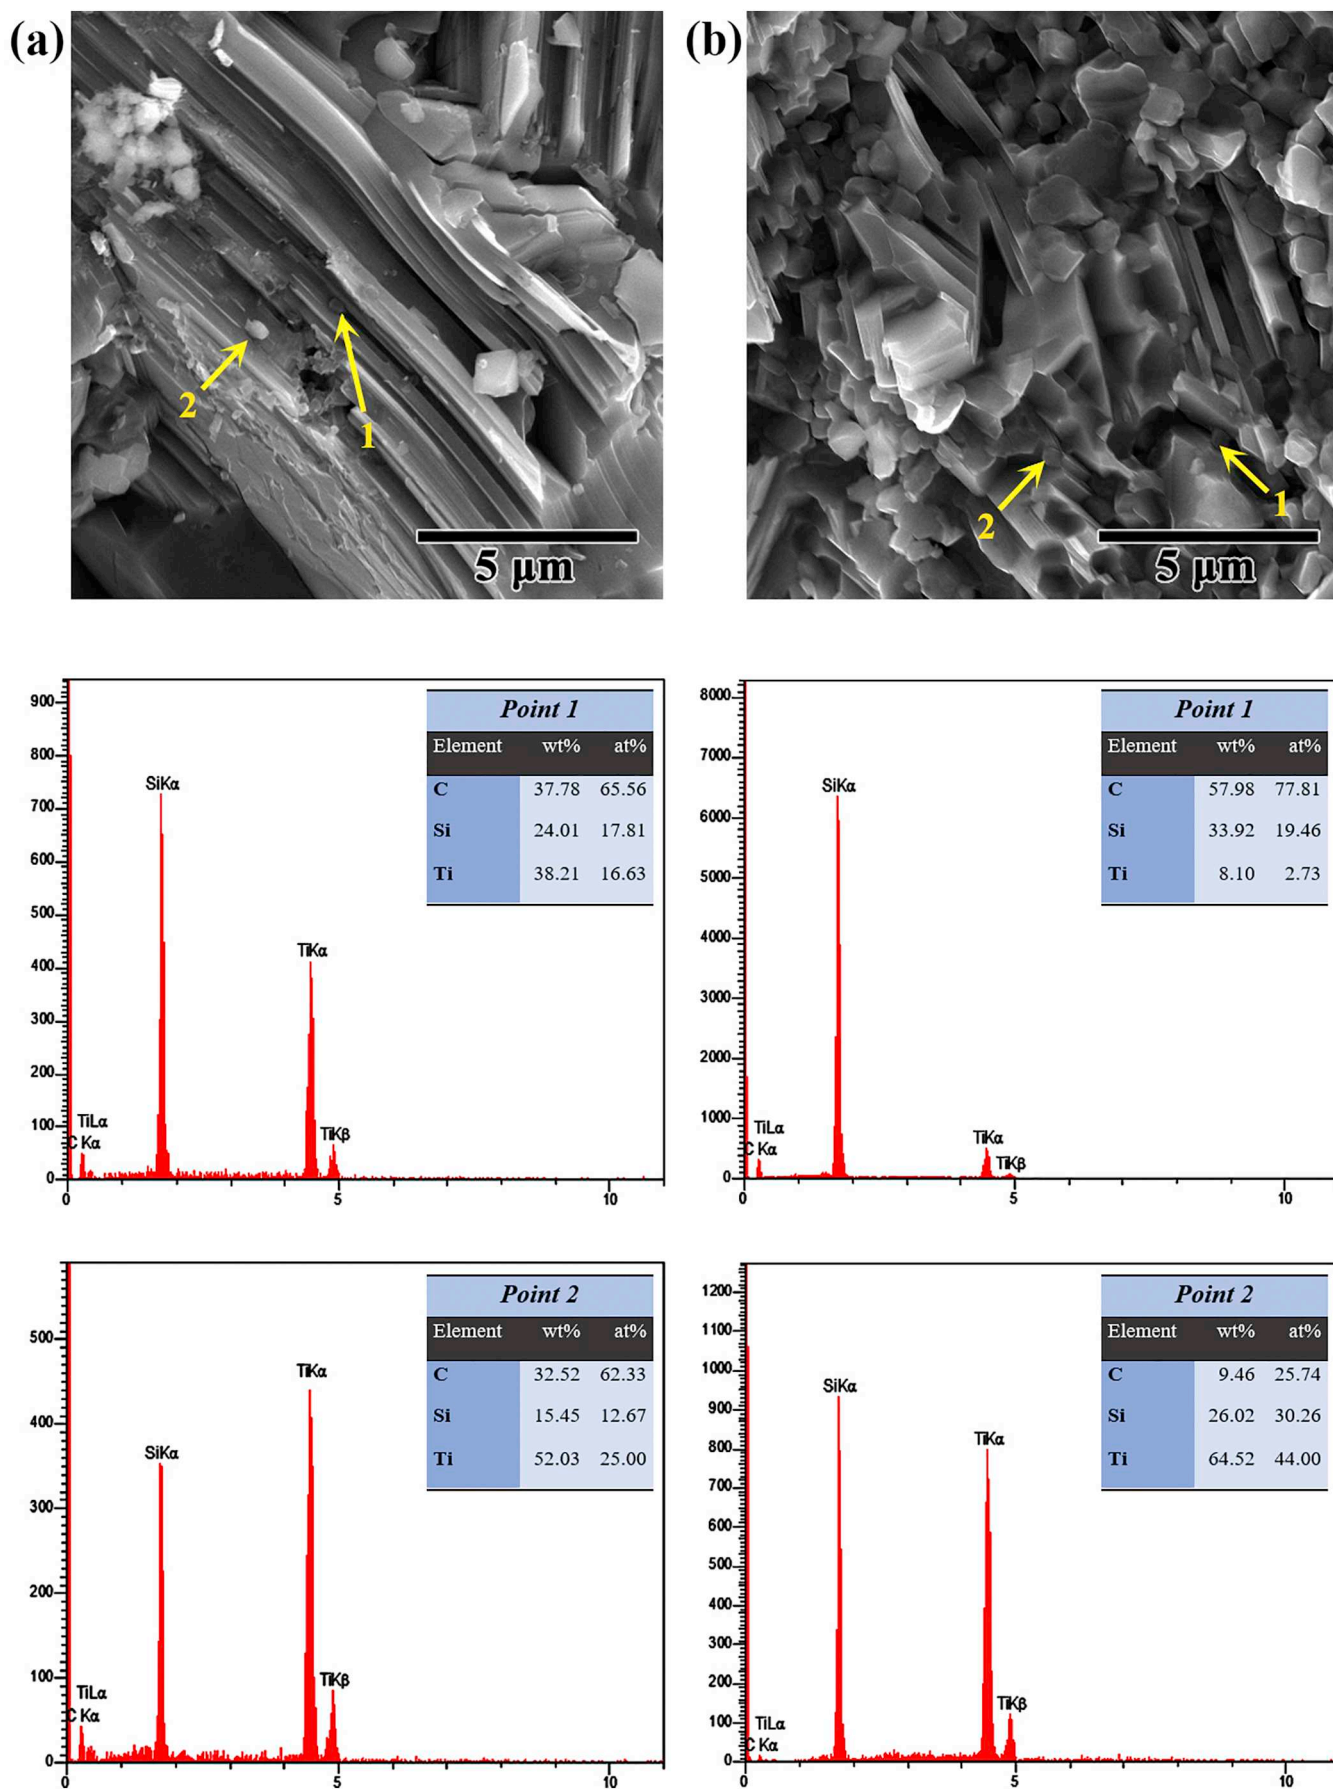 (a)
(b)
2
1
5 µm
2
1
5 µm
900
800
700
600
500
400
300
200
100
0
SiKα
TiKα
TiKβ
TiLα
C Kα
0
5
10
Point 1
Element wt% at%
C 37.78 65.56
Si 24.01 17.81
Ti 38.21 16.63
8000
7000
6000
5000
4000
3000
2000
1000
0
SiKα
TiKα
TiKβ
TiLα
C Kα
0
5
10
Point 1
Element wt% at%
C 57.98 77.81
Si 33.92 19.46
Ti 8.10 2.73
500
400
300
200
100
0
SiKα
TiKα
TiKβ
TiLα
C Kα
0
5
10
Point 2
Element wt% at%
C 32.52 62.33
Si 15.45 12.67
Ti 52.03 25.00
1200
1100
1000
900
800
700
600
500
400
300
200
100
0
SiKα
TiKα
TiKβ
TiLα
C Kα
0
5
10
Point 2
Element wt% at%
C 9.46 25.74
Si 26.02 30.26
Ti 64.52 44.00